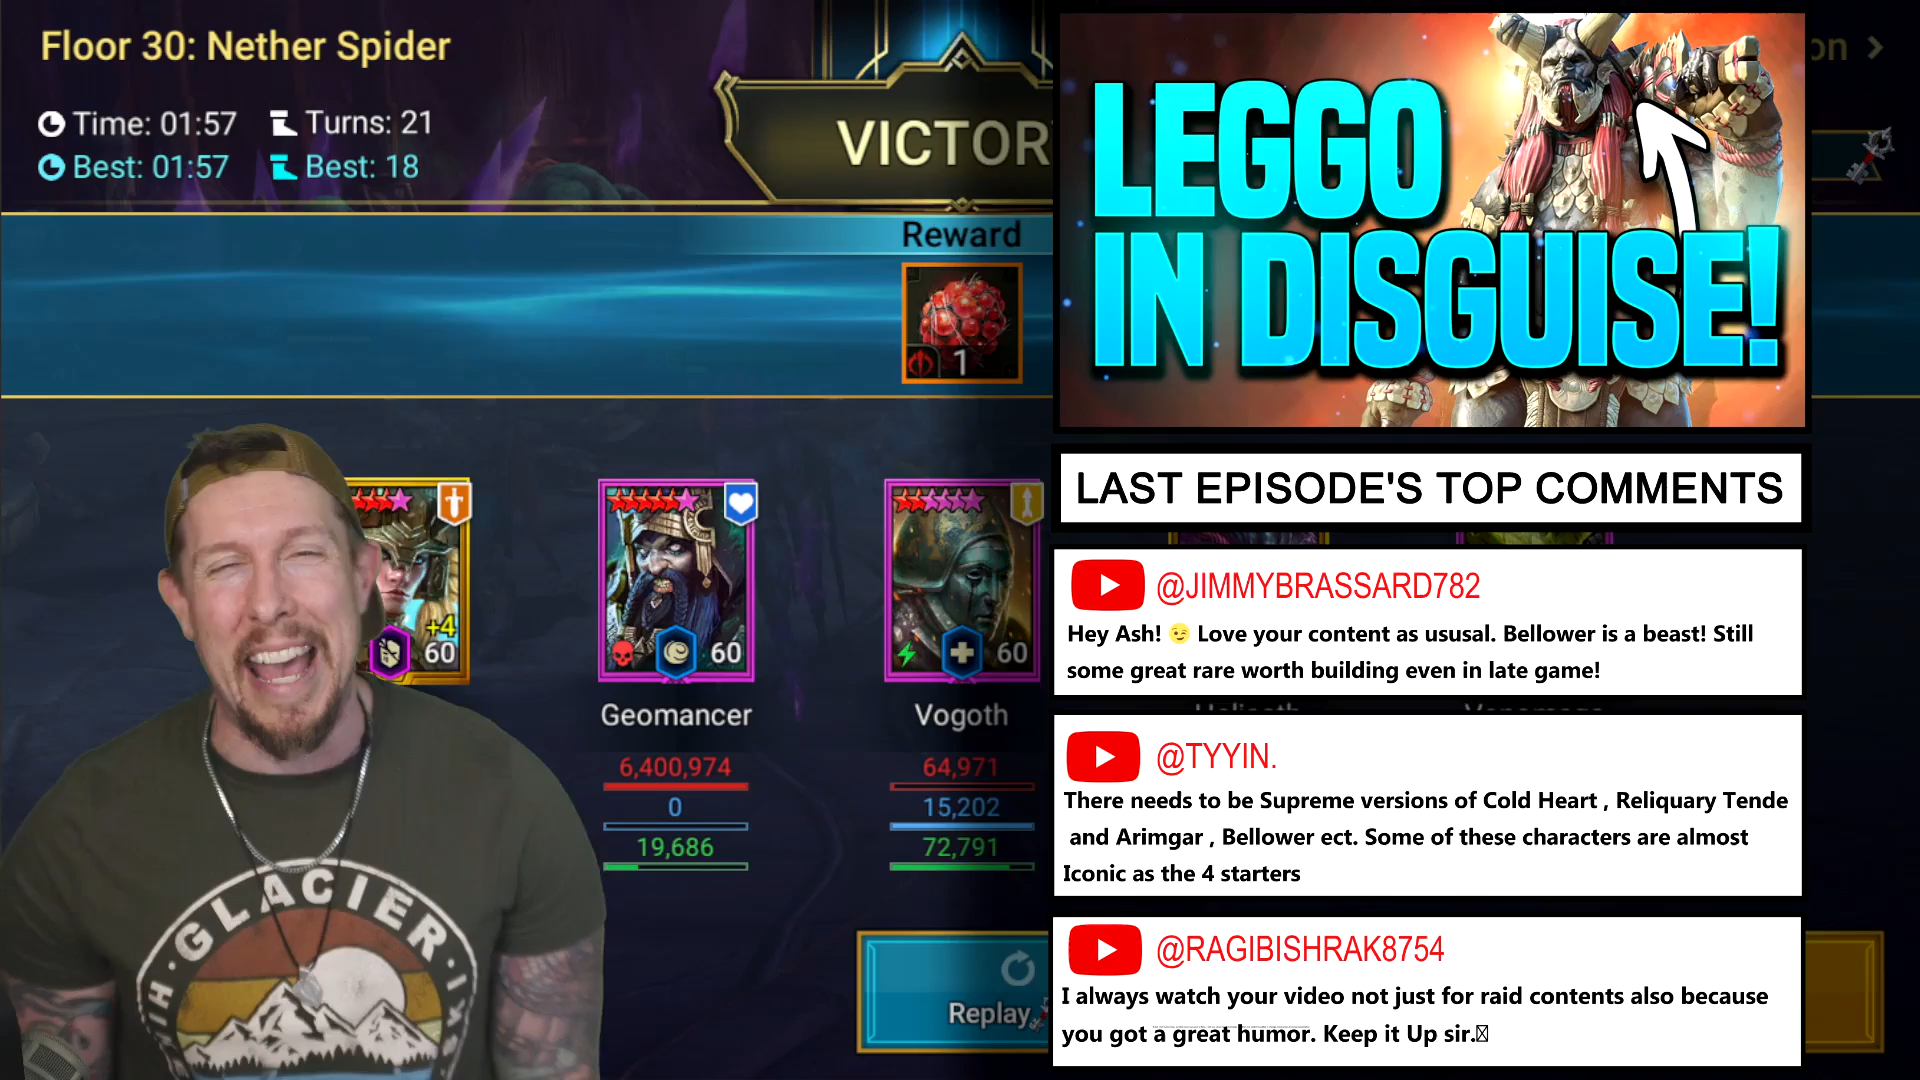 Floor 30: Nether Spider
Time: 01:57 Turns: 21
Best: 01:57 Best: 18
VICTOR
Reward
1
on
LEGGO
IN DISGUISE!
LAST EPISODE'S TOP COMMENTS
@JIMMYBRASSARD782
Hey Ash! 😉 Love your content as ususal. Bellower is a beast! Still
some great rare worth building even in late game!
@TYYIN.
There needs to be Supreme versions of Cold Heart , Reliquary Tende
and Arimgar , Bellower ect. Some of these characters are almost
Iconic as the 4 starters
@RAGIBISHRAK8754
I always watch your video not just for raid contents also because
you got a great humor. Keep it Up sir.
+4
60
60
60
Geomancer
Vogoth
6,400,974
0
19,686
64,971
15,202
72,791
Replay
GLACIER